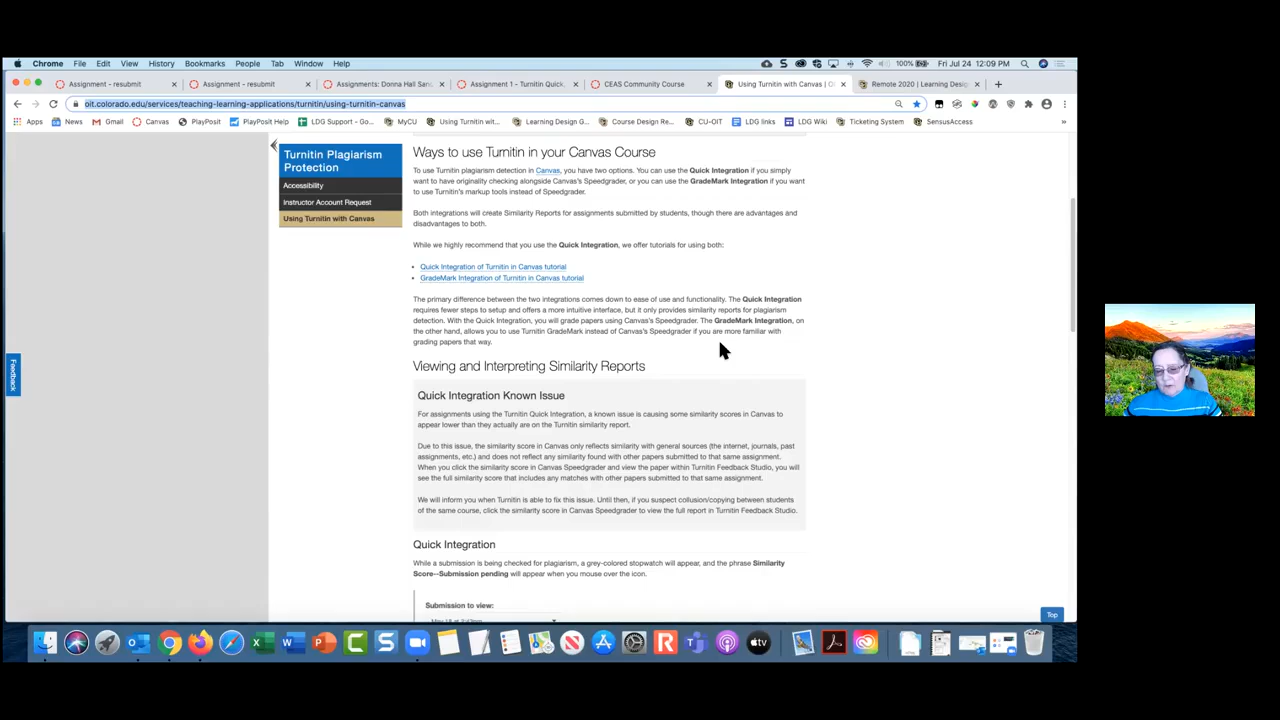 Chrome File Edit View History Bookmarks People Tab Window Help 100% Fri Jul 24 12:09 PM
Assignment - resubmit Assignment - resubmit Assignments: Donna Hall San Assignment 1 - Turnitin Quick CEAS Community Course Using Turnitin with Canvas | O Remote 2020 | Learning Desig
oit.colorado.edu/services/teaching-learning-applications/turnitin/using-turnitin-canvas
Apps News Gmail Canvas PlayPosit PlayPosit Help LDG Support - Go... MyCU Using Turnitin wit... Learning Design G... Course Design Re... CU-OIT LDG links LDG Wiki Ticketing System SensusAccess
Turnitin Plagiarism
Protection
Accessibility
Instructor Account Request
Using Turnitin with Canvas
Feedback
Ways to use Turnitin in your Canvas Course
To use Turnitin plagiarism detection in Canvas, you have two options. You can use the Quick Integration if you simply
want to have originality checking alongside Canvas's Speedgrader, or you can use the GradeMark Integration if you want
to use Turnitin's markup tools instead of Speedgrader.
Both integrations will create Similarity Reports for assignments submitted by students, though there are advantages and
disadvantages to both.
While we highly recommend that you use the Quick Integration, we offer tutorials for using both:
• Quick Integration of Turnitin in Canvas tutorial
• GradeMark Integration of Turnitin in Canvas tutorial
The primary difference between the two integrations comes down to ease of use and functionality. The Quick Integration
requires fewer steps to setup and offers a more intuitive interface, but it only provides similarity reports for plagiarism
detection. With the Quick Integration, you will grade papers using Canvas's Speedgrader. The GradeMark Integration, on
the other hand, allows you to use Turnitin GradeMark instead of Canvas's Speedgrader if you are more familiar with
grading papers that way.
Viewing and Interpreting Similarity Reports
Quick Integration Known Issue
For assignments using the Turnitin Quick Integration, a known issue is causing some similarity scores in Canvas to
appear lower than they actually are on the Turnitin similarity report.
Due to this issue, the similarity score in Canvas only reflects similarity with general sources (the internet, journals, past
assignments, etc.) and does not reflect any similarity found with other papers submitted to that same assignment.
When you click the similarity score in Canvas Speedgrader and view the paper within Turnitin Feedback Studio, you will
see the full similarity score that includes any matches with other papers submitted to that same assignment.
We will inform you when Turnitin is able to fix this issue. Until then, if you suspect collusion/copying between students
of the same course, click the similarity score in Canvas Speedgrader to view the full report in Turnitin Feedback Studio.
Quick Integration
While a submission is being checked for plagiarism, a grey-colored stopwatch will appear, and the phrase Similarity
Score--Submission pending will appear when you mouse over the icon.
Submission to view:
Top
tv